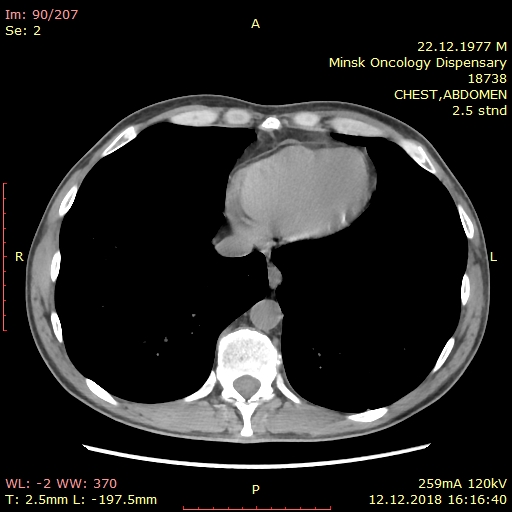 Im: 90/207
Se: 2
A
22.12.1977 M
Minsk Oncology Dispensary
18738
CHEST,ABDOMEN
2.5 stnd
R
L
WL: -2 WW: 370
T: 2.5mm L: -197.5mm
P
259mA 120kV
12.12.2018 16:16:40